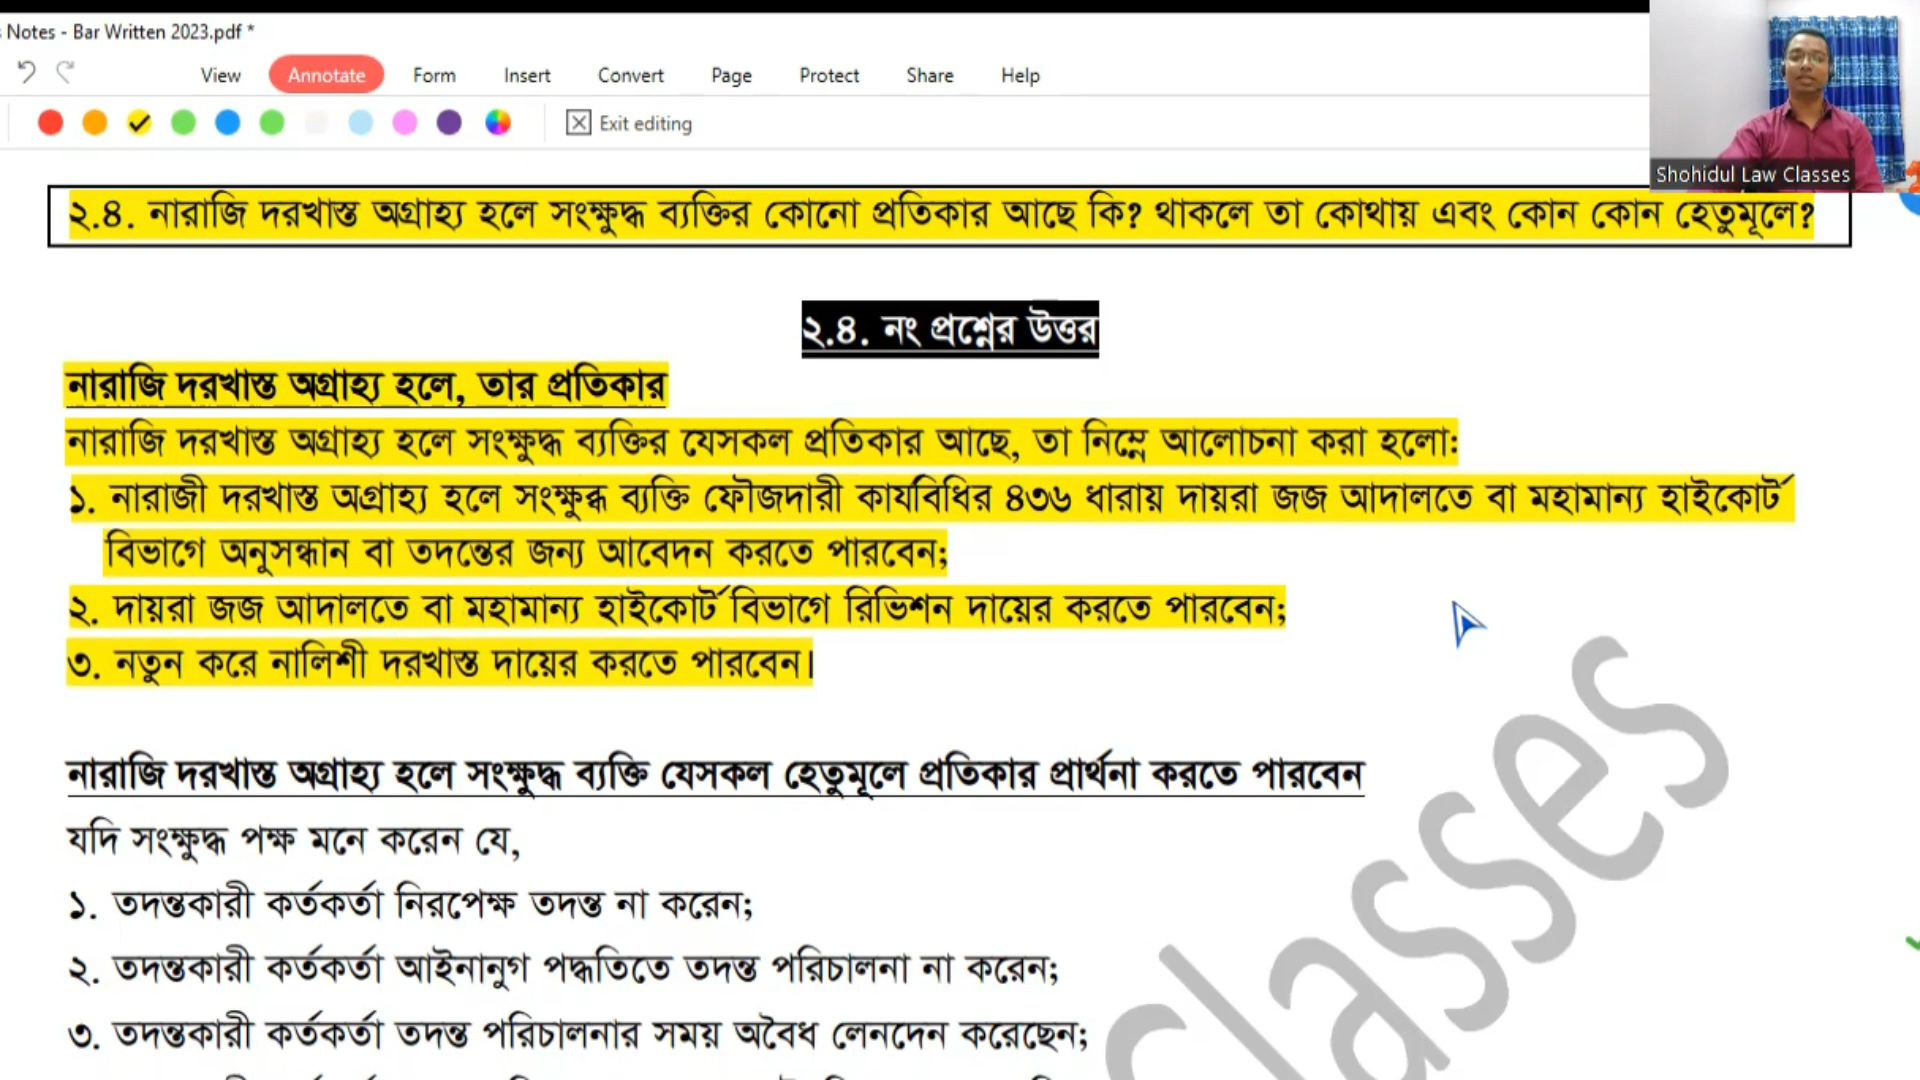 Notes - Bar Written 2023.pdf *
View Annotate Form Insert Convert Page Protect Share Help
Exit editing
Shohidul Law Classes
২.৪. নারাজি দরখাস্ত অগ্রাহ্য হলে সংক্ষুদ্ধ ব্যক্তির কোনো প্রতিকার আছে কি? থাকলে তা কোথায় এবং কোন কোন হেতুমূলে?
২.৪. নং প্রশ্নের উত্তর
নারাজি দরখাস্ত অগ্রাহ্য হলে, তার প্রতিকার
নারাজি দরখাস্ত অগ্রাহ্য হলে সংক্ষুদ্ধ ব্যক্তির যেসকল প্রতিকার আছে, তা নিম্নে আলোচনা করা হলো:
১. নারাজী দরখাস্ত অগ্রাহ্য হলে সংক্ষুব্ধ ব্যক্তি ফৌজদারী কার্যবিধির ৪৩৬ ধারায় দায়রা জজ আদালতে বা মহামান্য হাইকোর্ট
বিভাগে অনুসন্ধান বা তদন্তের জন্য আবেদন করতে পারবেন;
২. দায়রা জজ আদালতে বা মহামান্য হাইকোর্ট বিভাগে রিভিশন দায়ের করতে পারবেন;
৩. নতুন করে নালিশী দরখাস্ত দায়ের করতে পারবেন।
নারাজি দরখাস্ত অগ্রাহ্য হলে সংক্ষুদ্ধ ব্যক্তি যেসকল হেতুমূলে প্রতিকার প্রার্থনা করতে পারবেন
যদি সংক্ষুদ্ধ পক্ষ মনে করেন যে,
১. তদন্তকারী কর্তকর্তা নিরপেক্ষ তদন্ত না করেন;
২. তদন্তকারী কর্তকর্তা আইনানুগ পদ্ধতিতে তদন্ত পরিচালনা না করেন;
৩. তদন্তকারী কর্তকর্তা তদন্ত পরিচালনার সময় অবৈধ লেনদেন করেছেন;
Classes